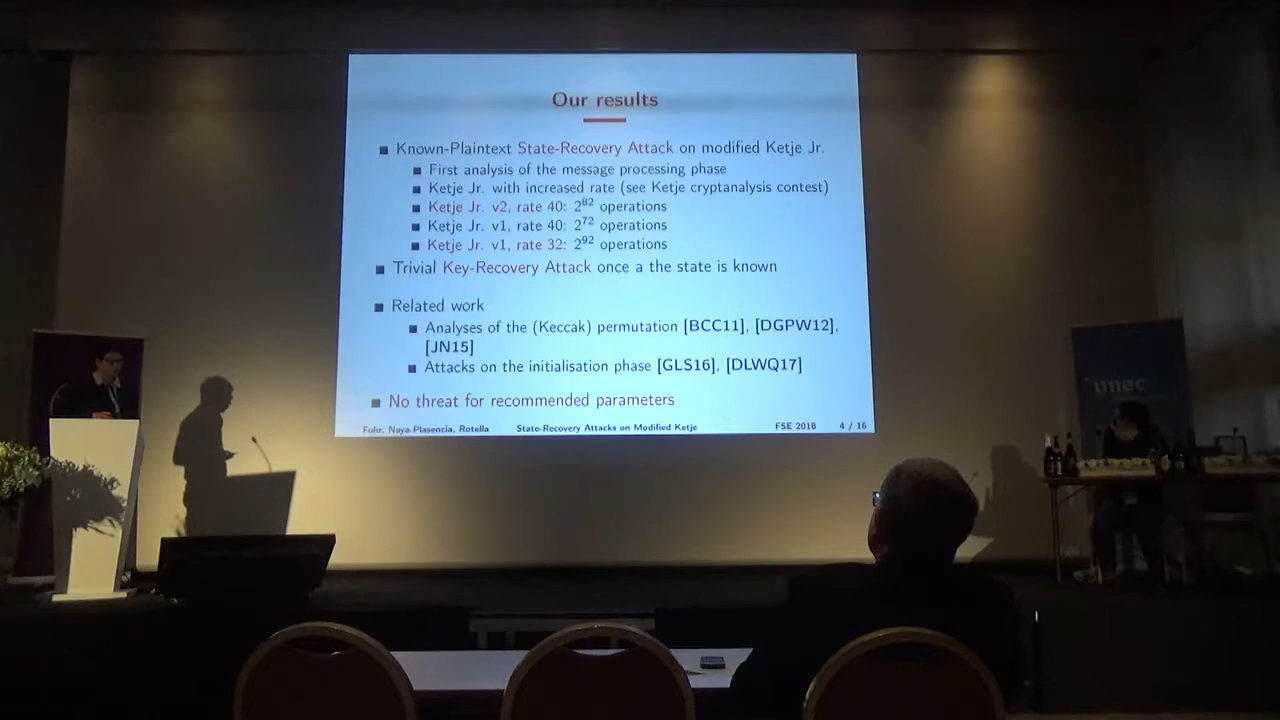 Our results
Known-Plaintext State-Recovery Attack on modified Ketje Jr.
First analysis of the message processing phase
Ketje Jr. with increased rate (see Ketje cryptanalysis contest)
Ketje Jr. v2, rate 40: 2^82 operations
Ketje Jr. v1, rate 40: 2^72 operations
Ketje Jr. v1, rate 32: 2^92 operations
Trivial Key-Recovery Attack once a the state is known
Related work
Analyses of the (Keccak) permutation [BCC11], [DGPW12],
[JN15]
Attacks on the initialisation phase [GLS16], [DLWQ17]
No threat for recommended parameters
Fuhr, Naya-Plasencia, Rotella State-Recovery Attacks on Modified Ketje FSE 2018 4 / 16
imec